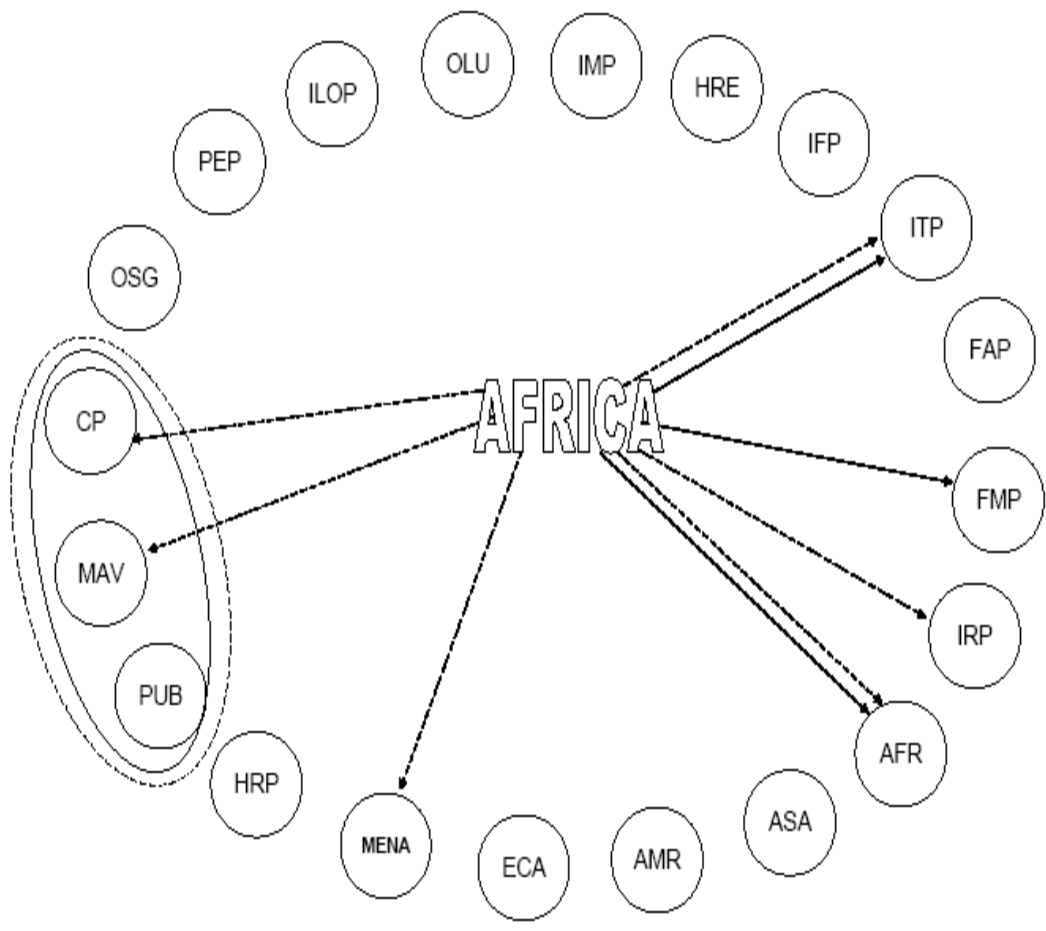 OLU
IMP
HRE
ILOP
IFP
PEP
ITP
OSG
FAP
AFRICA
CP
FMP
MAV
IRP
PUB
AFR
HRP
ASA
MENA
AMR
ECA